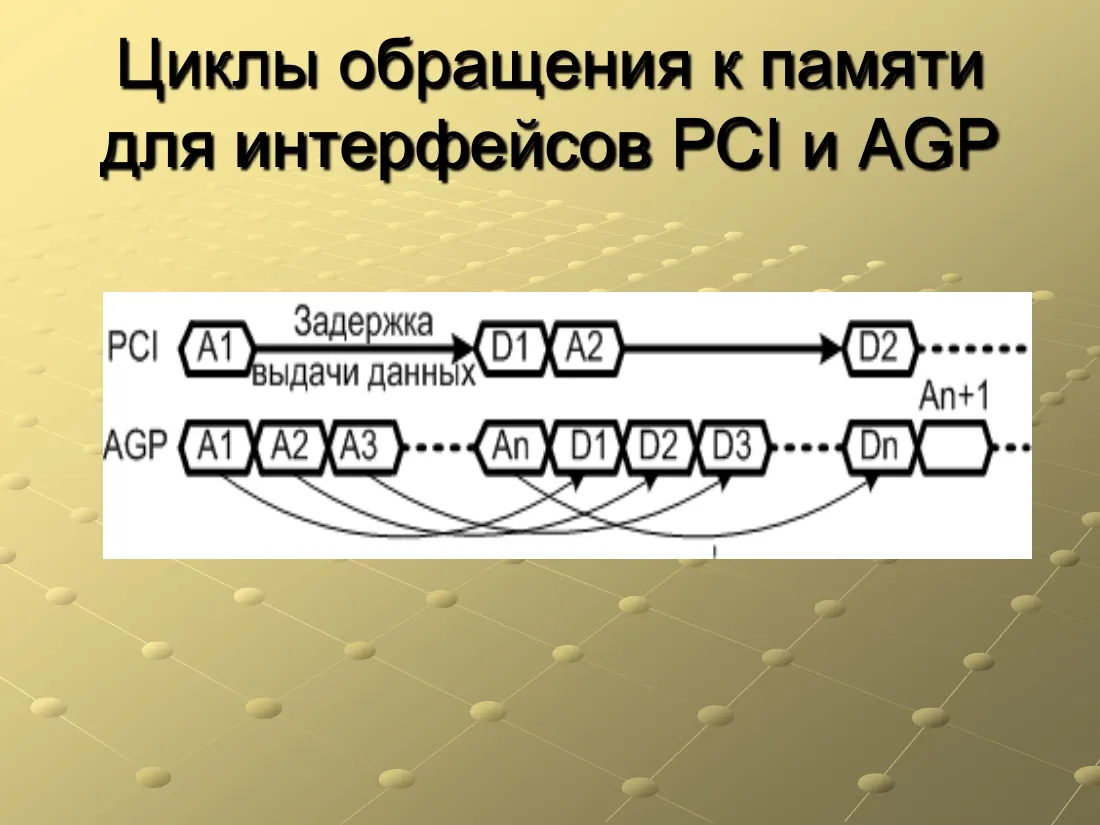 Циклы обращения к памяти
для интерфейсов PCI и AGP
PCI A1 Задержка выдачи данных D1 A2 D2
An+1
AGP A1 A2 A3 An D1 D2 D3 Dn